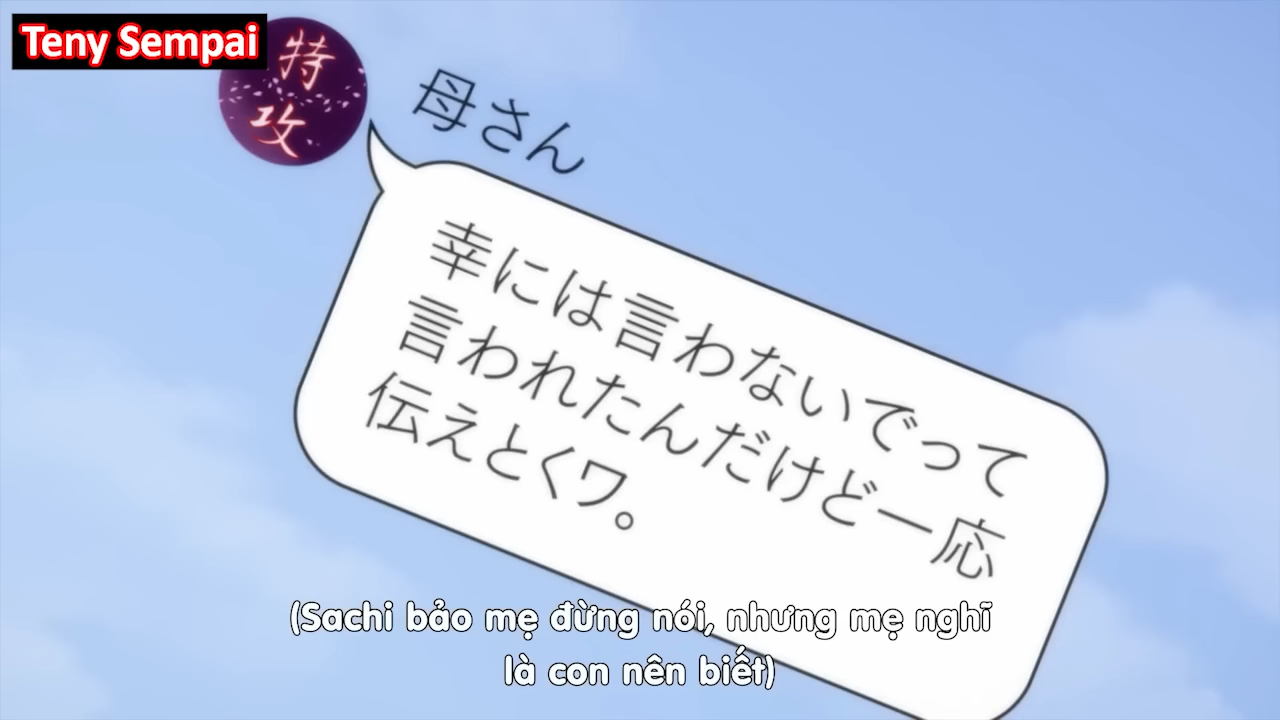 Teny Sempai
特
攻
母さん
幸には言わないでって
言われたんだけど一応
伝えとくワ。
(Sachi bảo mẹ đừng nói, nhưng mẹ nghĩ
là con nên biết)